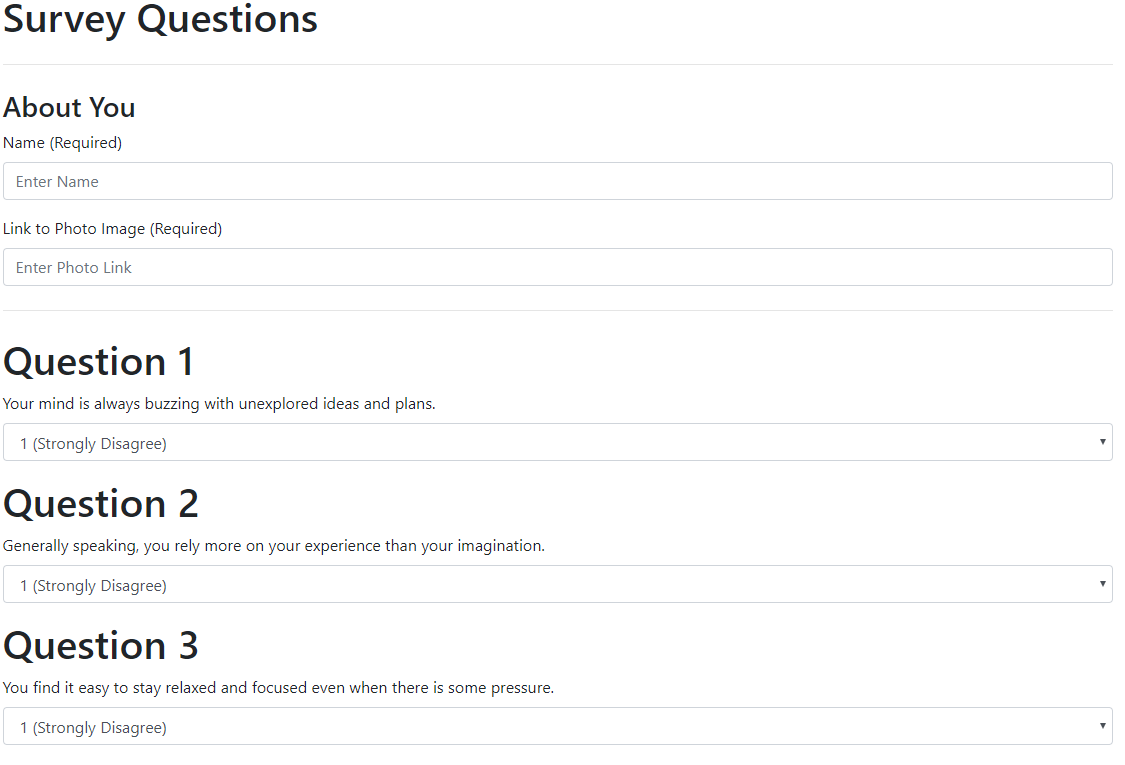 Survey Questions
About You
Name (Required)
Enter Name
Link to Photo Image (Required)
Enter Photo Link
Question 1
Your mind is always buzzing with unexplored ideas and plans.
1 (Strongly Disagree)
Question 2
Generally speaking, you rely more on your experience than your imagination.
1 (Strongly Disagree)
Question 3
You find it easy to stay relaxed and focused even when there is some pressure.
1 (Strongly Disagree)